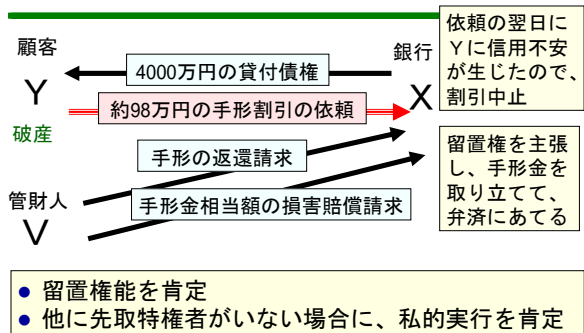 顧客
Y
破産
管財人
V
4000万円の貸付債権
約98万円の手形割引の依頼
手形の返還請求
手形金相当額の損害賠償請求
銀行
X
依頼の翌日に
Yに信用不安
が生じたので、
割引中止
留置権を主張
し、手形金を
取り立てて、
弁済にあてる
● 留置権能を肯定
● 他に先取特権者がいない場合に、私的実行を肯定